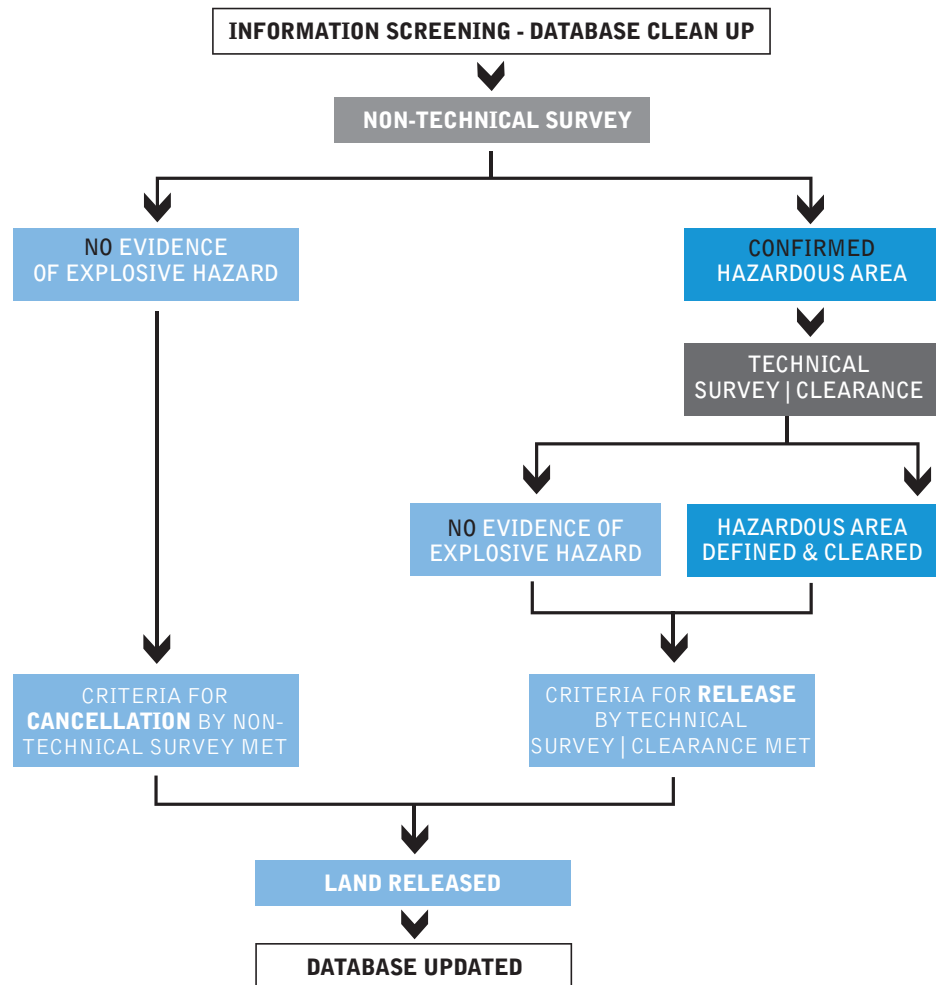 INFORMATION SCREENING - DATABASE CLEAN UP
NON-TECHNICAL SURVEY
NO EVIDENCE
OF EXPLOSIVE HAZARD
CONFIRMED
HAZARDOUS AREA
TECHNICAL
SURVEY | CLEARANCE
NO EVIDENCE OF
EXPLOSIVE HAZARD
HAZARDOUS AREA
DEFINED & CLEARED
CRITERIA FOR
CANCELLATION BY NON-
TECHNICAL SURVEY MET
CRITERIA FOR RELEASE
BY TECHNICAL
SURVEY | CLEARANCE MET
LAND RELEASED
DATABASE UPDATED